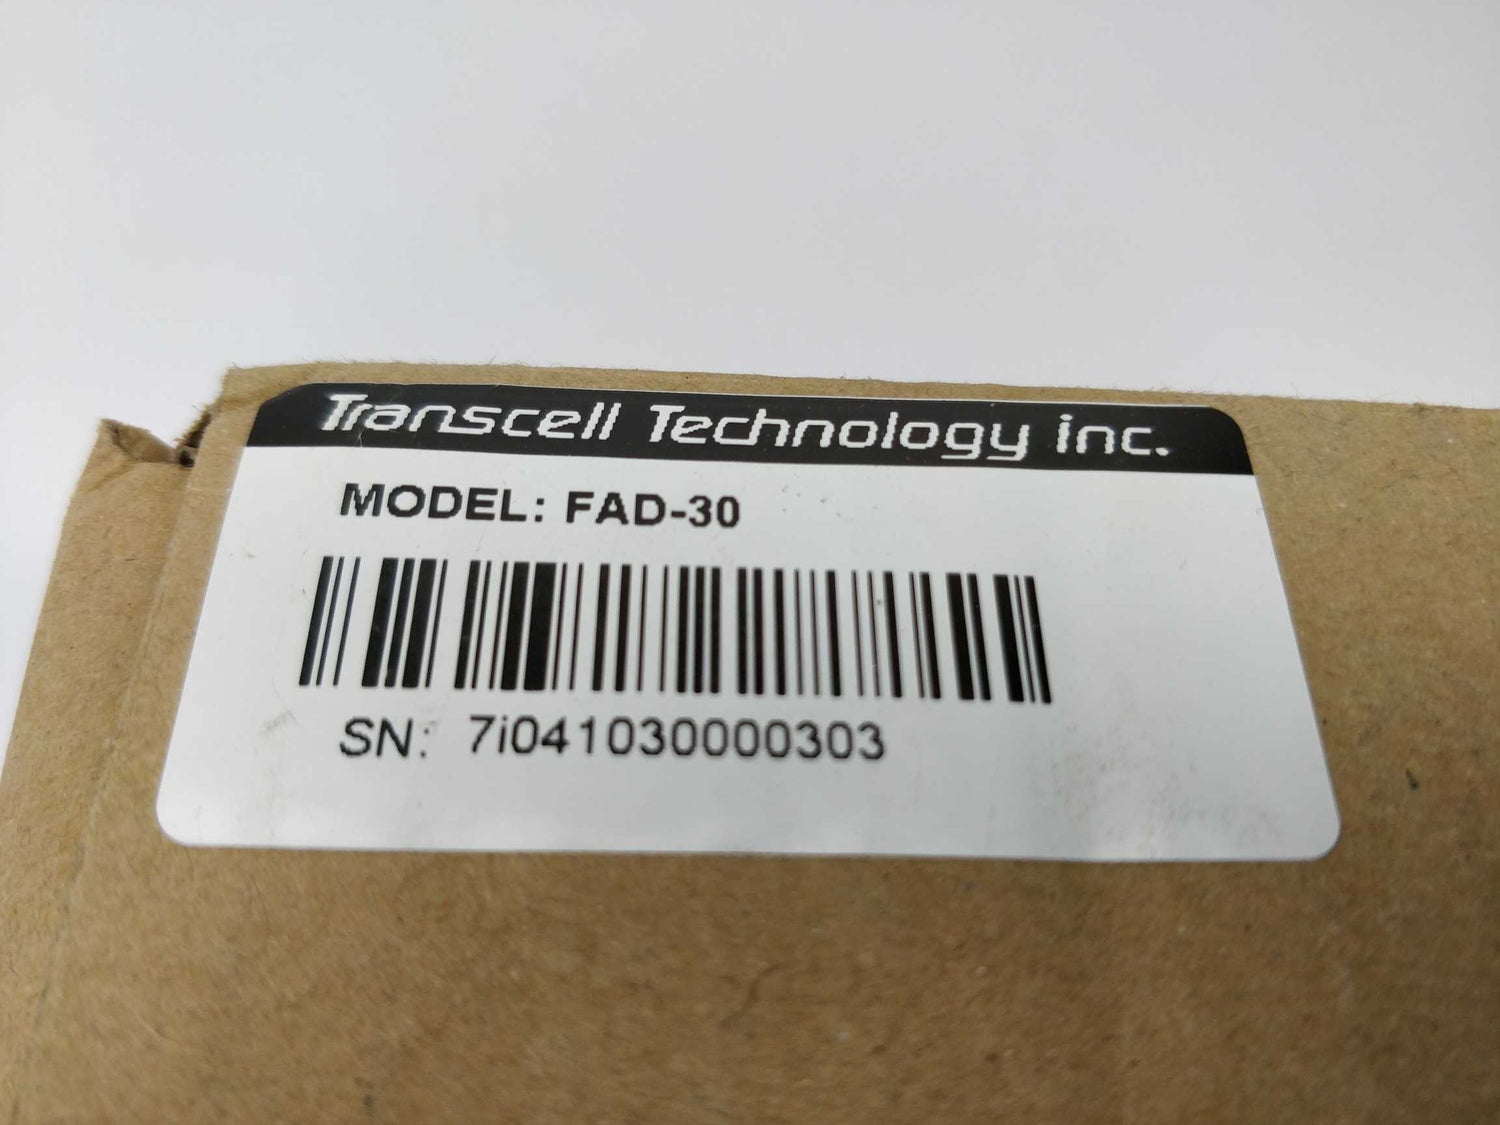 Transcell Technology inc.
MODEL: FAD-30
SN: 7i041030000303